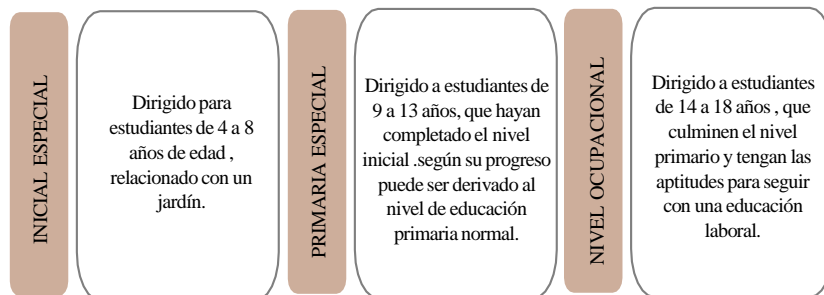 INICIAL ESPECIAL
Dirigido para
estudiantes de 4 a 8
años de edad ,
relacionado con un
jardín.
PRIMARIA ESPECIAL
Dirigido a estudiantes de
9 a 13 años, que hayan
completado el nivel
inicial .según su progreso
puede ser derivado al
nivel de educación
primaria normal.
NIVEL OCUPACIONAL
Dirigido a estudiantes
de 14 a 18 años , que
culminen el nivel
primario y tengan las
aptitudes para seguir
con una educación
laboral.